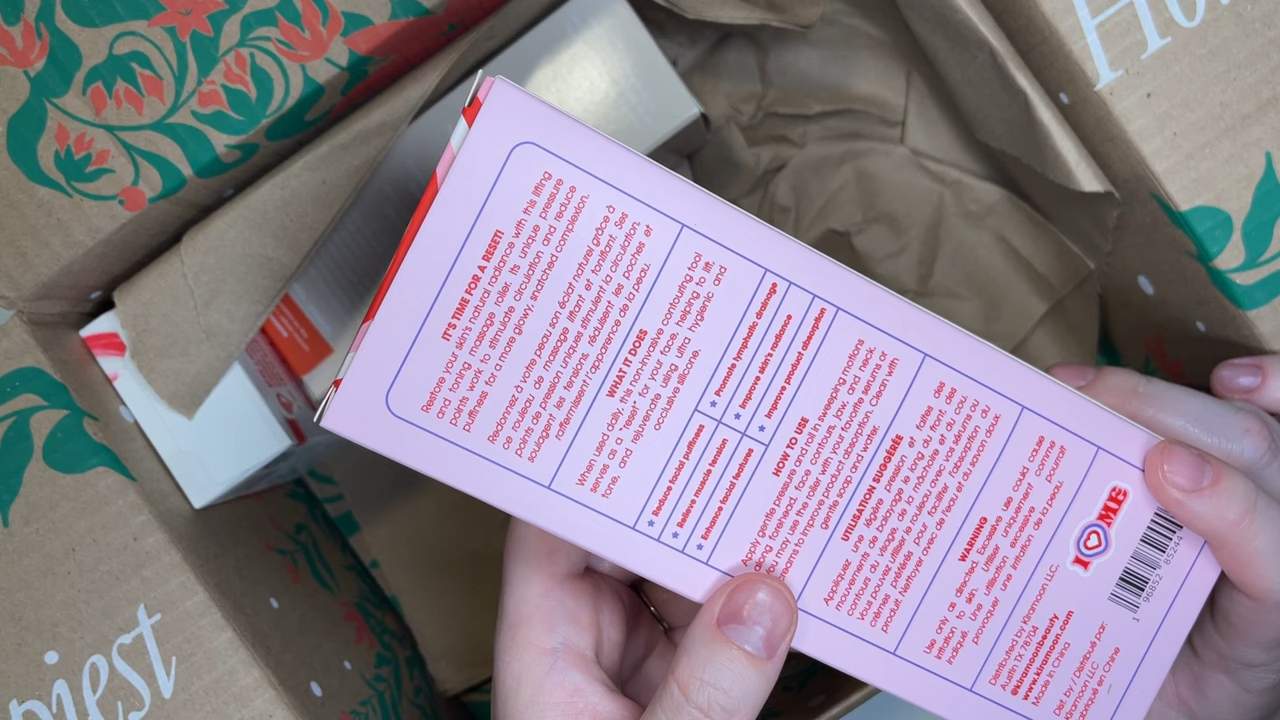 IT'S TIME FOR A RESET!
Restore your skin's natural radiance with this lifting
and toning massage roller. Its unique pressure
points work to stimulate circulation and reduce
puffiness for a more glowy, snatched complexion.
Redonnez à votre peau son éclat naturel grâce à
ce rouleau de massage liftant et tonifiant. Ses
points de pression uniques stimulent la circulation,
soulagent les tensions, réduisent les poches et
raffermissent l'apparence de la peau.
WHAT IT DOES
When used daily, this non-invasive contouring tool
serves as a "reset" for your face, helping to lift,
tone, and rejuvenate using ultra hygienic and
occlusive silicone.
Reduce facial puffiness
Relieve muscle tension
Enhance facial features
Promote lymphatic drainage
Improve skin's radiance
Improve product absorption
HOW TO USE
Apply gentle pressure and roll in sweeping motions
along forehead, face contours, jaw, and neck.
You may use the roller with your favorite serums or
creams to improve product absorption. Clean with
gentle soap and water.
UTILISATION SUGGÉRÉE
Appliquez une légère pression et faites des
mouvements de balayage le long du front, des
contours du visage, de la mâchoire et du cou.
Vous pouvez utiliser le rouleau avec vos sérums ou
crèmes préférés pour faciliter l'absorption du
produit. Nettoyer avec de l'eau et du savon doux.
WARNING
Use only as directed. Excessive use could cause
irritation to skin. Utiliser uniquement comme
indiqué. Une utilisation excessive pourrait
provoquer une irritation de la peau.
Distributed by Kiramoon LLC.
Austin TX 78704
@kiramoonbeauty
www.kiramoon.com
Made in China
Dist by / Distribué par:
Kiramoon LLC
Fabriqué en Chine
I ME
1 96852 85244
piest
Ho